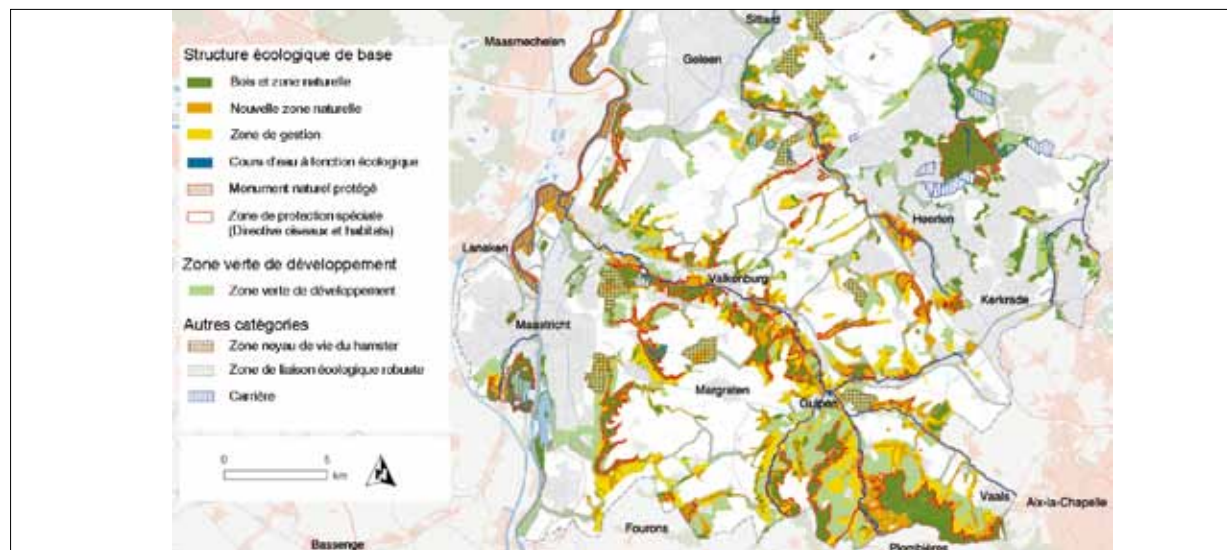 Structure écologique de base
Bois et zone naturelle
Nouvelle zone naturelle
Zone de gestion
Cours d'eau à fonction écologique
Monument naturel protégé
Zone de protection spéciale
(Directive oiseaux et habitats)
Zone verte de développement
Zone verte de développement
Autres catégories
Zone noyau de vie du hamster
Zone de liaison écologique robuste
Carrière
0 5
km
Sittard
Maasmechelen
Geleen
Heerlen
Lanaken
Valkenburg
Kerkrade
Maastricht
Margraten
Gulpen
Vaals
Aix-la-Chapelle
Fourons
Bassenge
Plombières